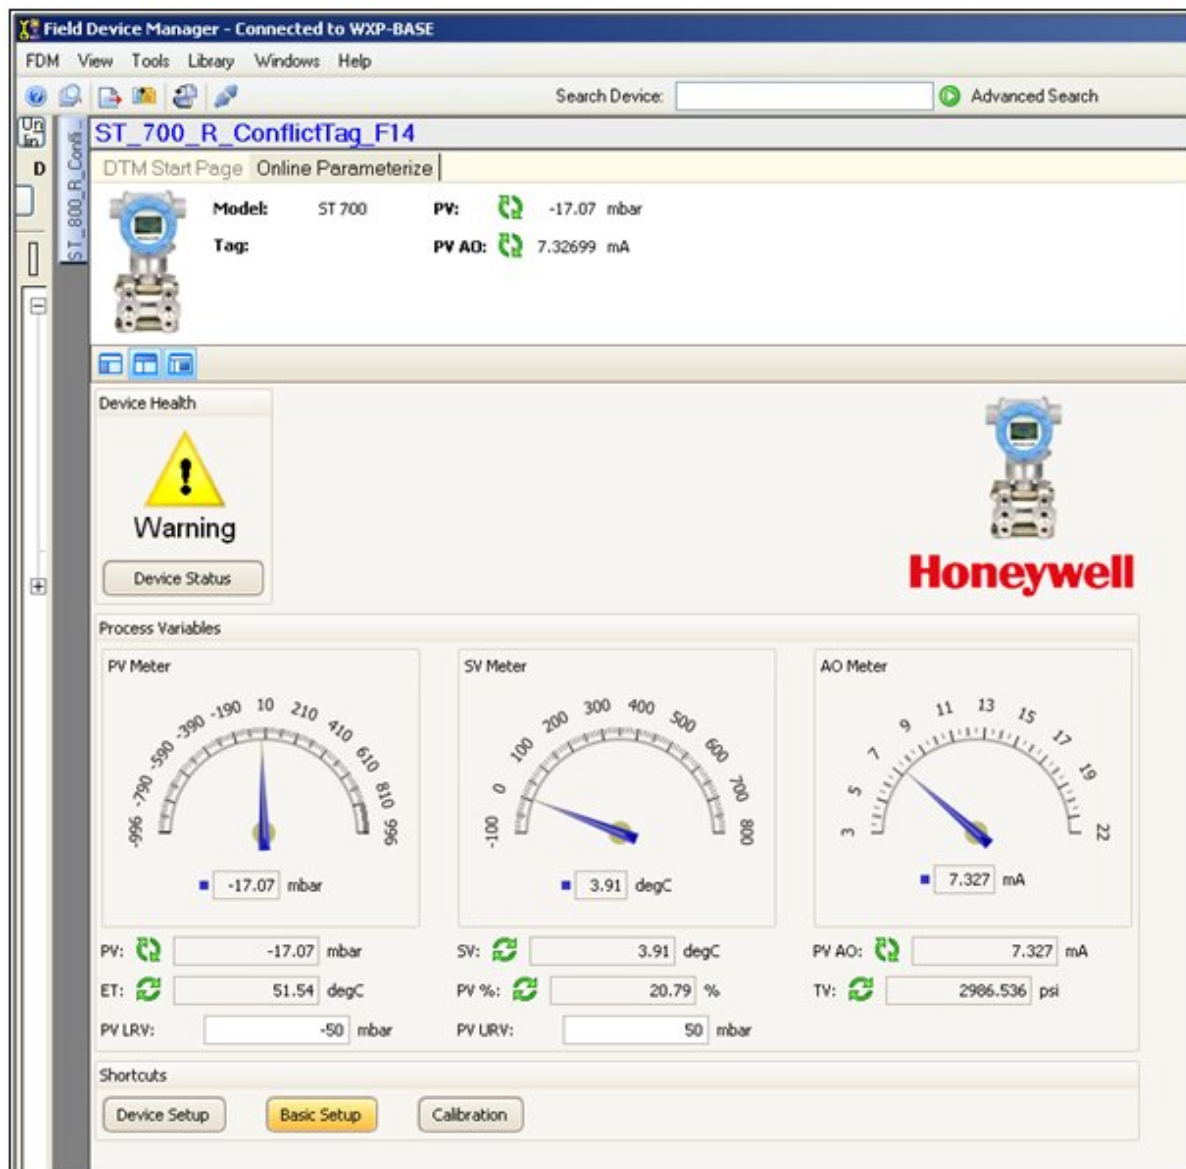 Field Device Manager - Connected to WXP-BASE
FDM View Tools Library Windows Help
Search Device: Advanced Search
Un
lin
D
ST_800_R_Confli...
ST_700_R_ConflictTag_F14
DTM Start Page Online Parameterize
Model: ST 700 PV: -17.07 mbar
Tag: PV AO: 7.32699 mA
Device Health
Warning
Device Status
Honeywell
Process Variables
PV Meter
-996 -790 -590 -390 -190 10 210 410 610 810 996
-17.07 mbar
SV Meter
-100 0 100 200 300 400 500 600 700 800
3.91 degC
AO Meter
3 5 7 9 11 13 15 17 19 22
7.327 mA
PV: -17.07 mbar SV: 3.91 degC PV AO: 7.327 mA
ET: 51.54 degC PV %: 20.79 % TV: 2986.536 psi
PV LRV: -50 mbar PV URV: 50 mbar
Shortcuts
Device Setup Basic Setup Calibration